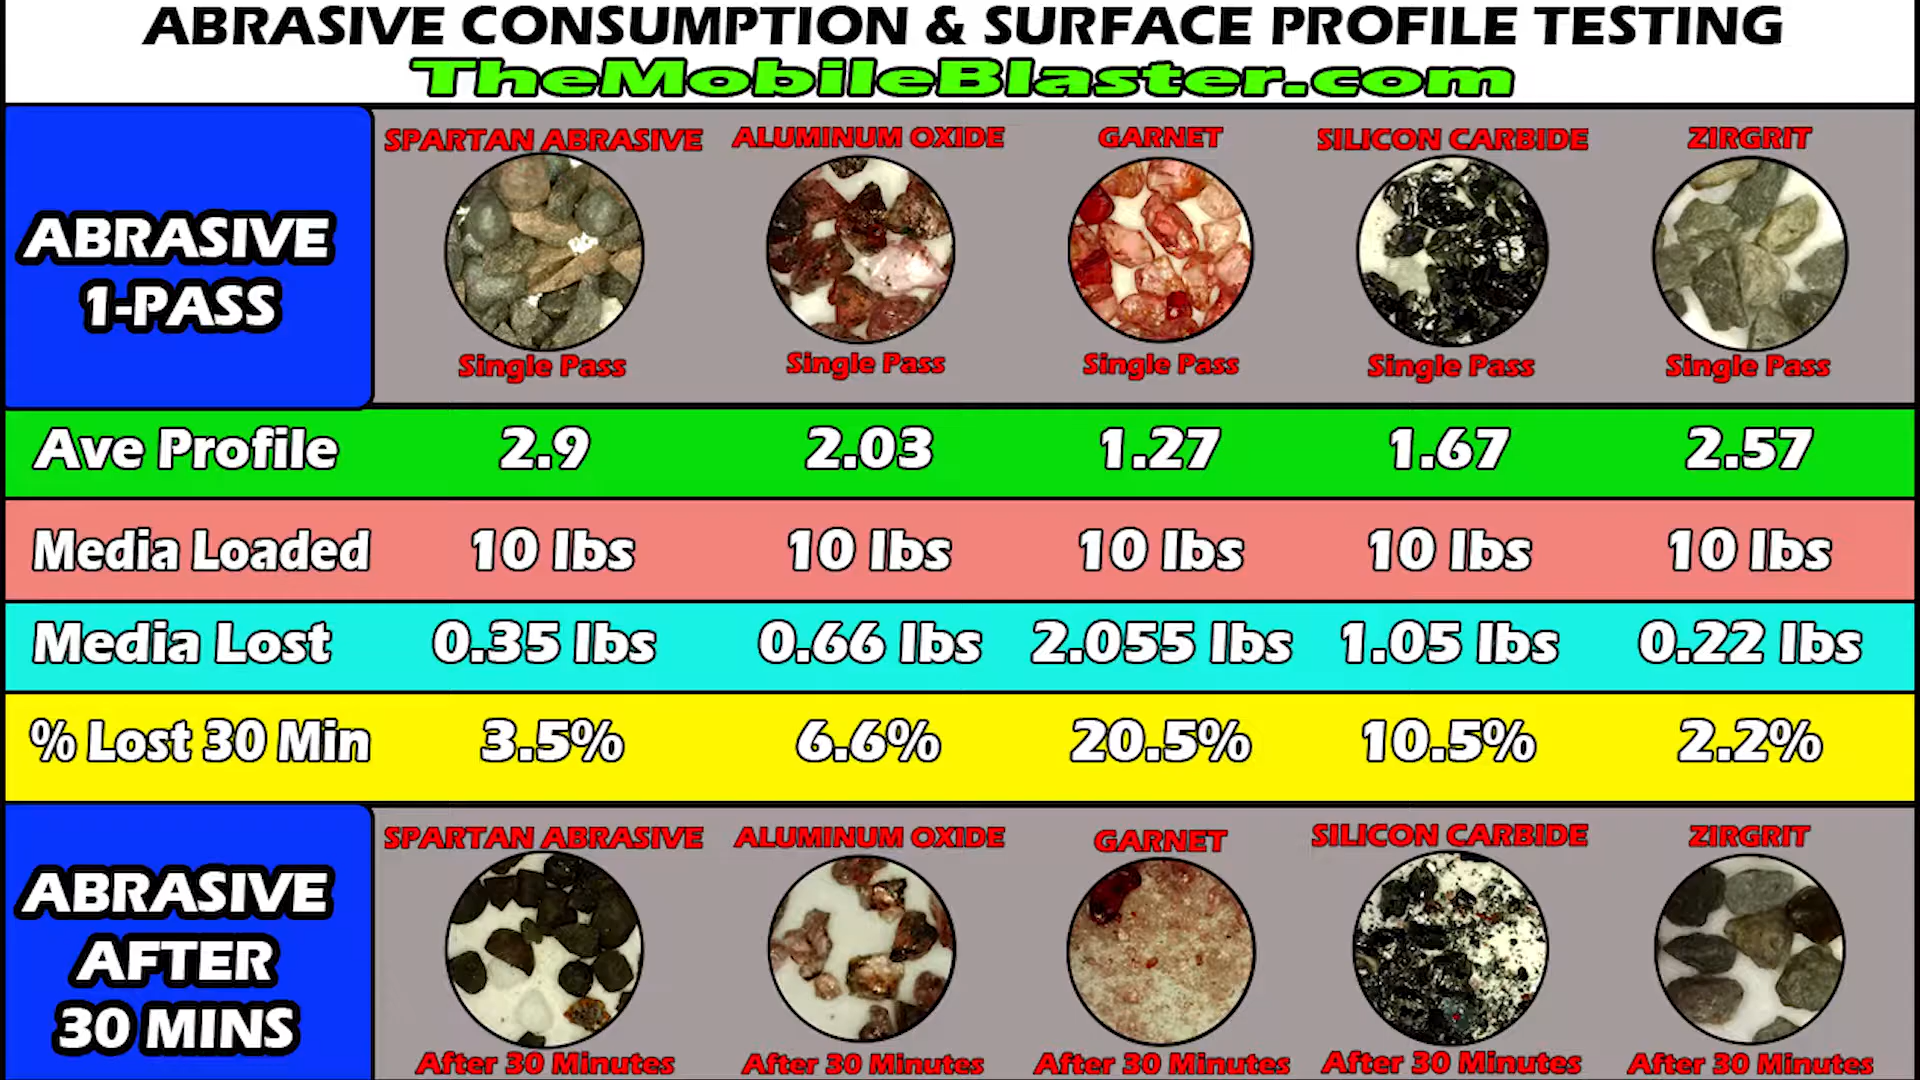 ABRASIVE CONSUMPTION & SURFACE PROFILE TESTING
TheMobileBlaster.com
ABRASIVE
1-PASS
SPARTAN ABRASIVE ALUMINUM OXIDE GARNET SILICON CARBIDE ZIRGRIT
Single Pass Single Pass Single Pass Single Pass Single Pass
Ave Profile 2.9 2.03 1.27 1.67 2.57
Media Loaded 10 lbs 10 lbs 10 lbs 10 lbs 10 lbs
Media Lost 0.35 lbs 0.66 lbs 2.055 lbs 1.05 lbs 0.22 lbs
% Lost 30 Min 3.5% 6.6% 20.5% 10.5% 2.2%
ABRASIVE
AFTER
30 MINS
SPARTAN ABRASIVE ALUMINUM OXIDE GARNET SILICON CARBIDE ZIRGRIT
After 30 Minutes After 30 Minutes After 30 Minutes After 30 Minutes After 30 Minutes